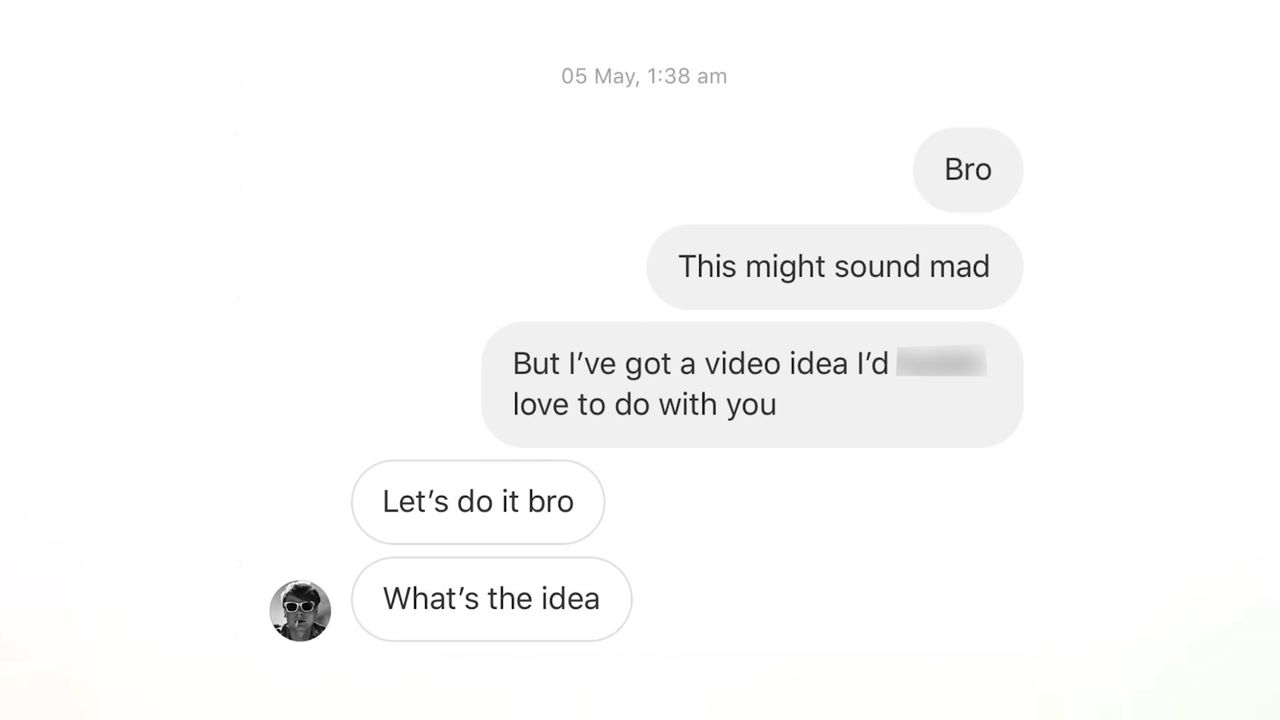 05 May, 1:38 am
Bro
This might sound mad
But I’ve got a video idea I’d
love to do with you
Let’s do it bro
What’s the idea